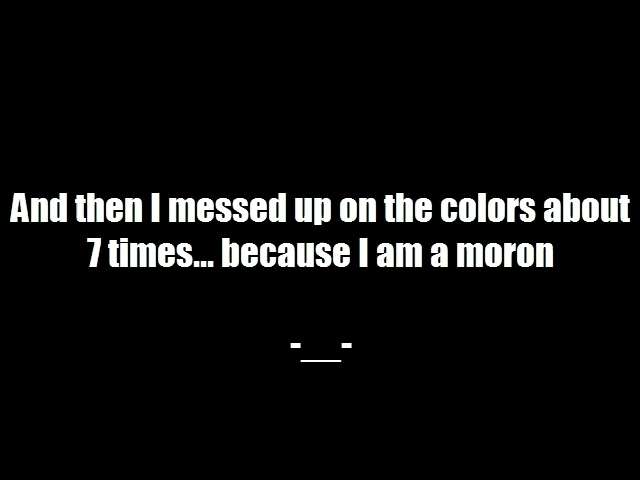 And then I messed up on the colors about
7 times... because I am a moron
-__-